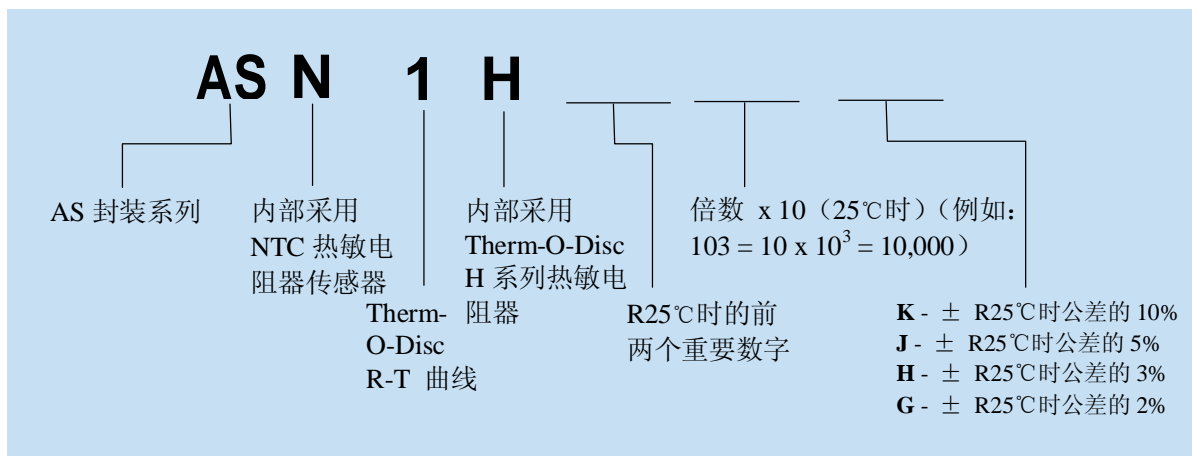 AS N 1 H
AS 封装系列
内部采用
NTC 热敏电
阻器传感器
Therm-
O-Disc
R-T 曲线
内部采用
Therm-O-Disc
H 系列热敏电
阻器
R25℃时的前
两个重要数字
倍数 x 10（25℃时）（例如：
103 = 10 x 10³ = 10,000）
K - ± R25℃时公差的 10%
J - ± R25℃时公差的 5%
H - ± R25℃时公差的 3%
G - ± R25℃时公差的 2%